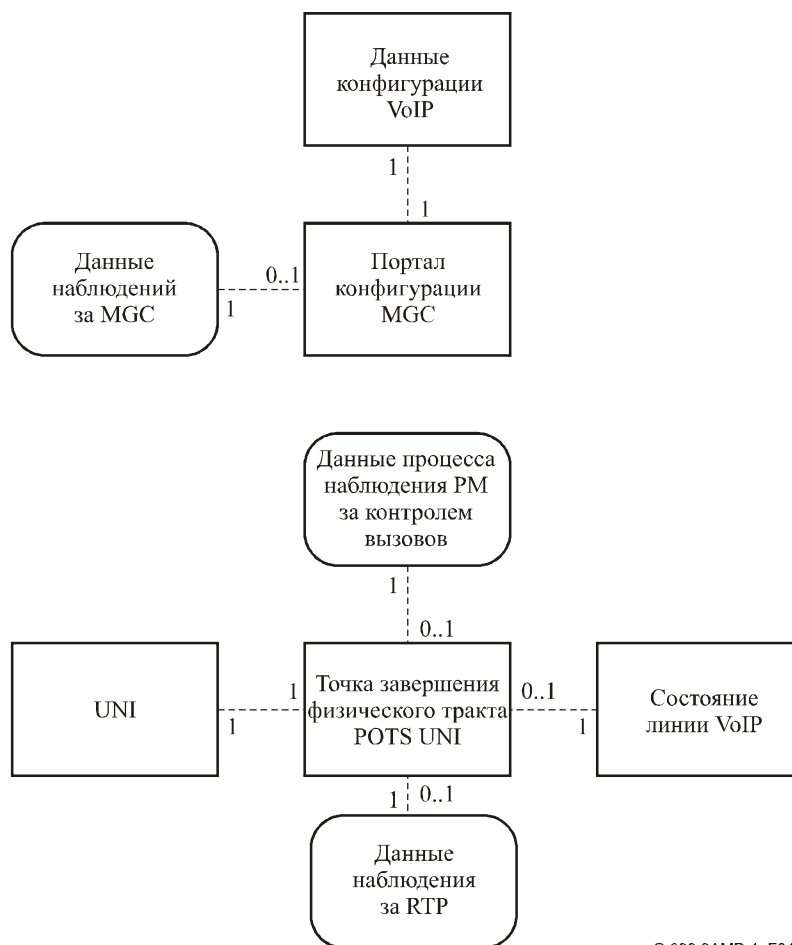 Данные
конфигурации
VoIP
1
1
Данные
наблюдений
за MGC
0..1
1
Портал
конфигурации
MGC
Данные процесса
наблюдения PM
за контролем
вызовов
1
0..1
UNI
1
1
Точка завершения
физического тракта
POTS UNI
0..1
1
Состояние
линии VoIP
1
0..1
Данные
наблюдения
за RTP